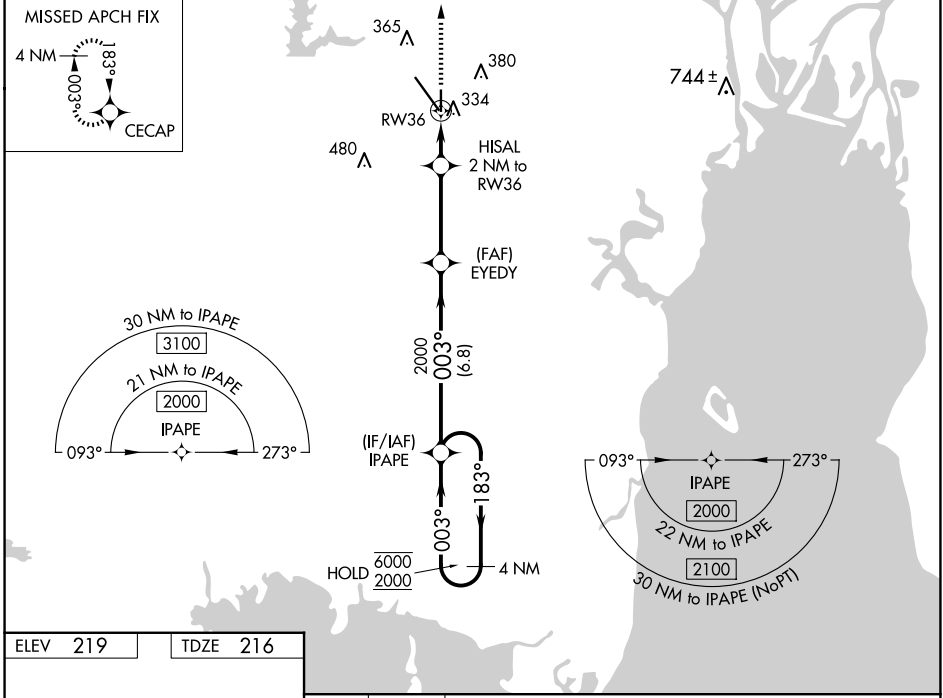 MISSED APCH FIX
4 NM
183°
003°
CECAP
365
380
334
RW36
744 ±
480
HISAL
2 NM to
RW36
(FAF)
EYEDY
2000
003°
(6.8)
30 NM to IPAPE
3100
21 NM to IPAPE
2000
IPAPE
093°
273°
(IF/IAF)
IPAPE
183°
003°
HOLD
6000
2000
4 NM
093°
273°
IPAPE
2000
22 NM to IPAPE
2100
30 NM to IPAPE (NoPT)
ELEV 219
TDZE 216